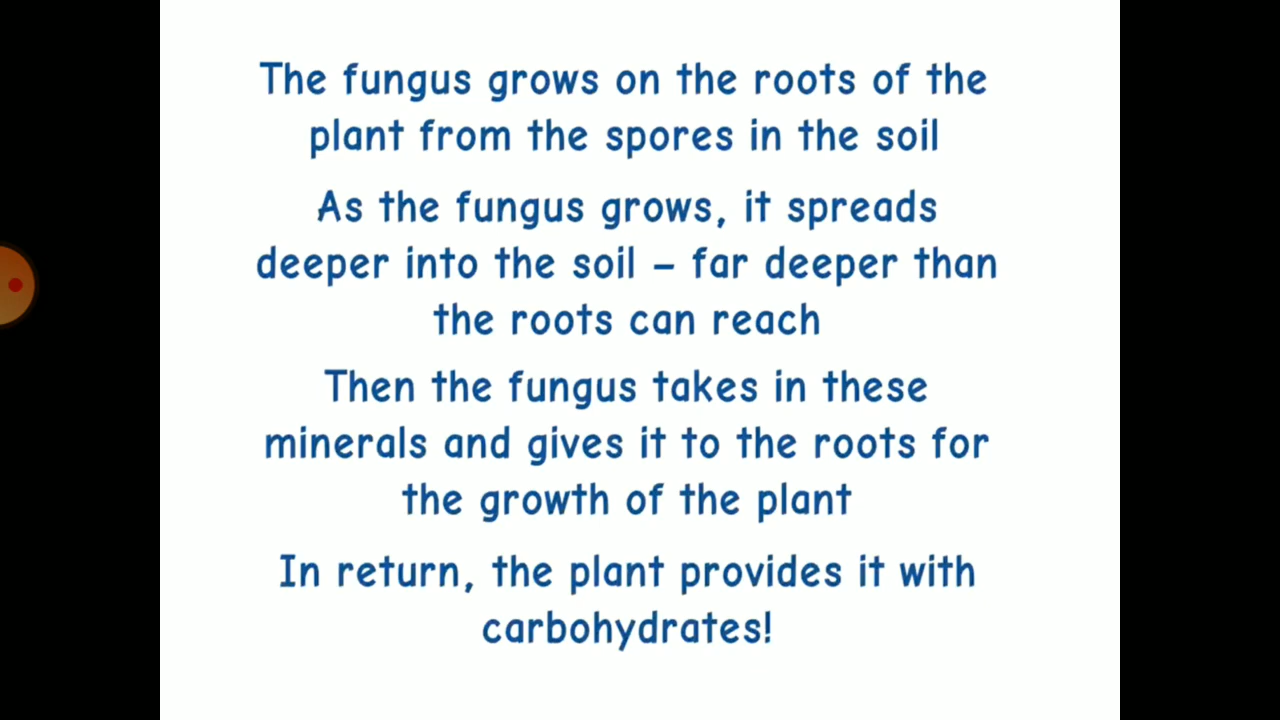 The fungus grows on the roots of the
plant from the spores in the soil
As the fungus grows, it spreads
deeper into the soil – far deeper than
the roots can reach
Then the fungus takes in these
minerals and gives it to the roots for
the growth of the plant
In return, the plant provides it with
carbohydrates!